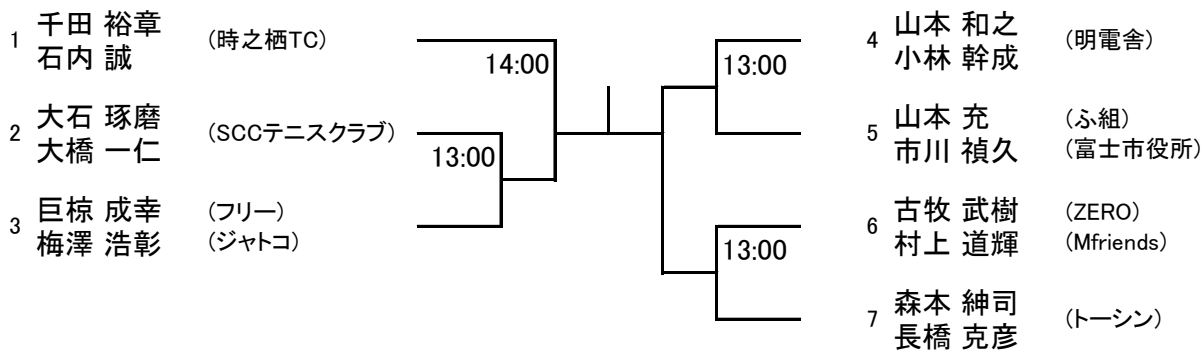 1 千田 裕章 (時之栖TC)
石内 誠
14:00
2 大石 琢磨 (SCCテニスクラブ)
大橋 一仁
13:00
3 巨椋 成幸 (フリー)
梅澤 浩彰 (ジャトコ)
4 山本 和之 (明電舎)
小林 幹成
13:00
5 山本 充 (ふ組)
市川 禎久 (富士市役所)
6 古牧 武樹 (ZERO)
村上 道輝 (Mfriends)
13:00
7 森本 紳司 (トーシン)
長橋 克彦